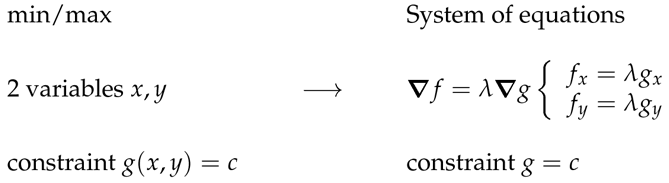 min/max System of equations
2 variables x, y ⟶ ∇f = λ∇g { f_x = λg_x
f_y = λg_y
constraint g(x, y) = c constraint g = c